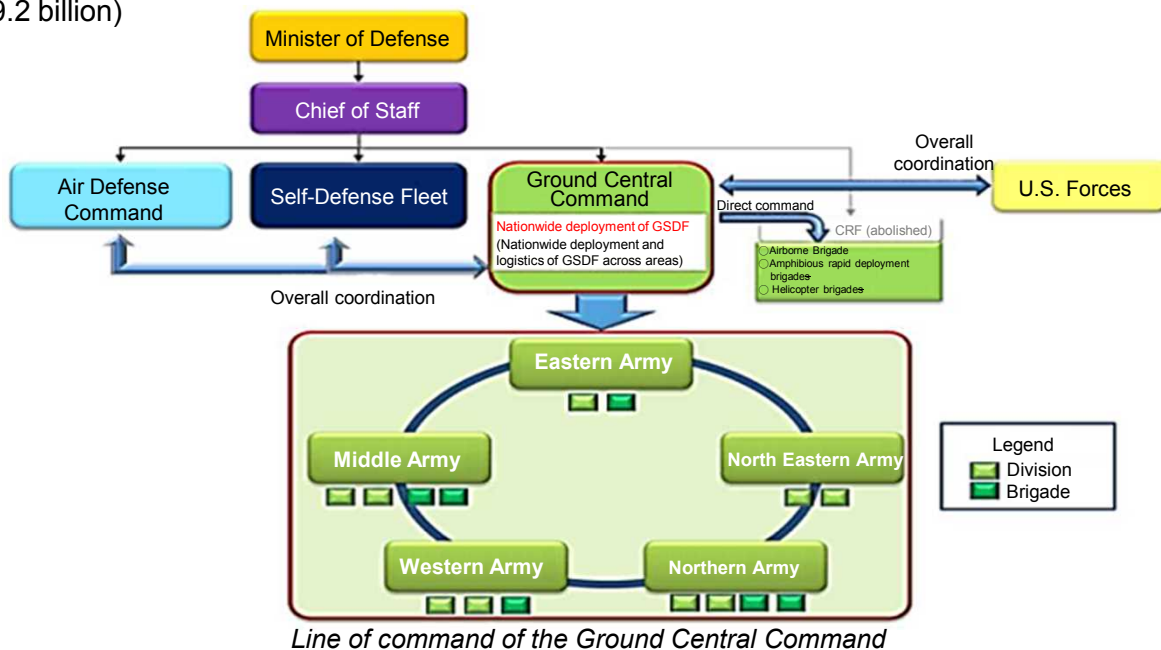 9.2 billion)
Minister of Defense
Chief of Staff
Air Defense
Command
Self-Defense Fleet
Ground Central
Command
Nationwide deployment of GSDF
(Nationwide deployment and
logistics of GSDF across areas)
Overall
coordination
U.S. Forces
Direct command
CRF (abolished)
○Airborne Brigade
○Amphibious rapid deployment
brigades
○ Helicopter brigades
Overall coordination
Eastern Army
Middle Army
North Eastern Army
Western Army
Northern Army
Legend
Division
Brigade
Line of command of the Ground Central Command